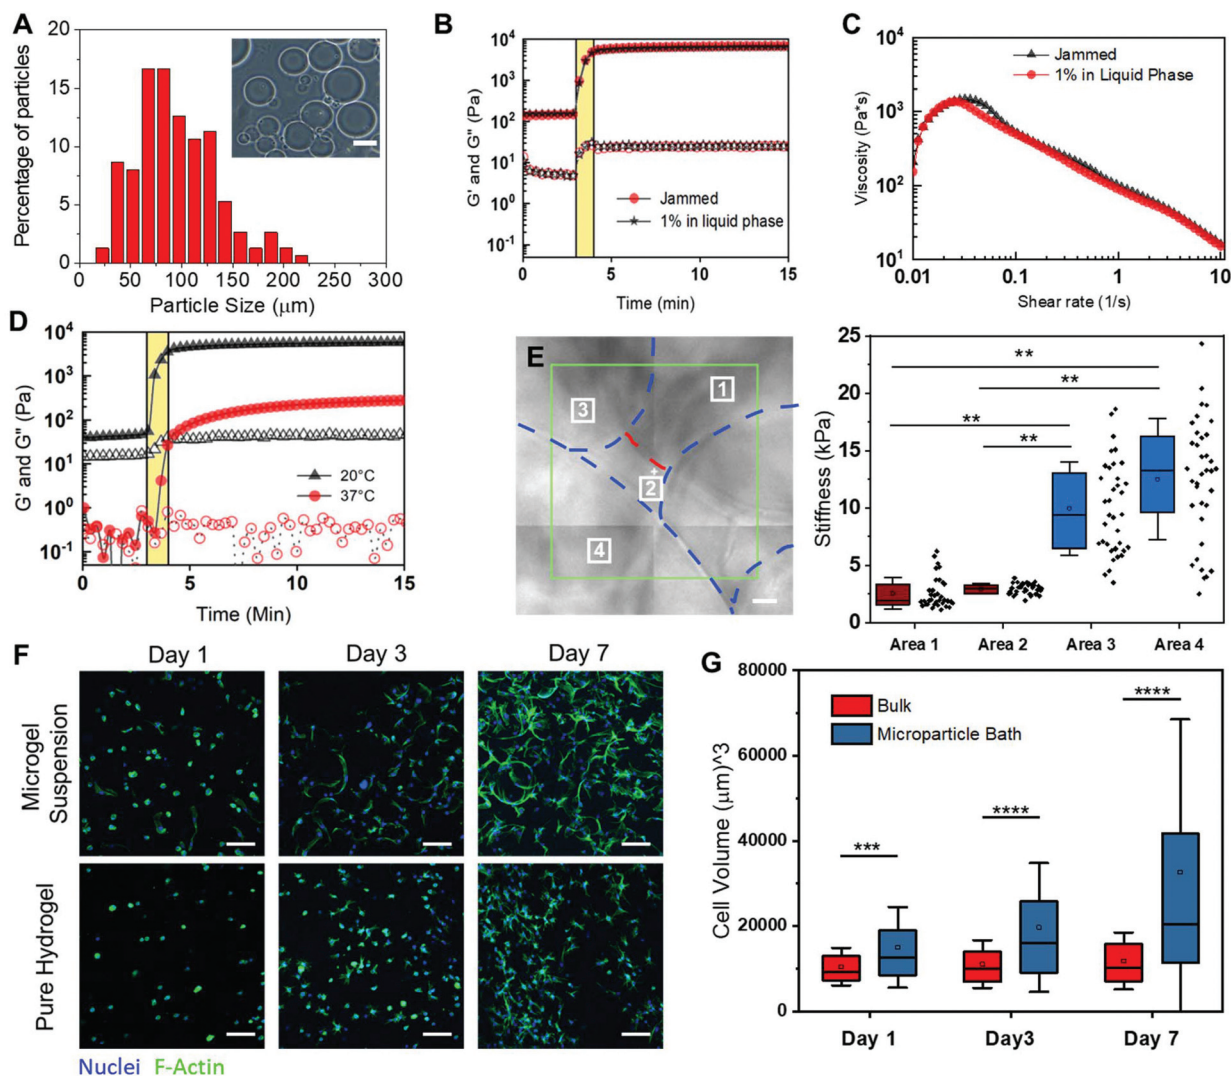 A
Percentage of particles
20
15
10
5
0
0
50
100
150
200
250
300
Particle Size (μm)
B
G' and G" (Pa)
10^4
10^3
10^2
10^1
10^0
10^-1
Jammed
1% in liquid phase
0
5
10
15
Time (min)
C
Viscosity (Pa*s)
10^4
10^3
10^2
10^1
Jammed
1% in Liquid Phase
0.01
0.1
1
10
Shear rate (1/s)
D
G' and G" (Pa)
10^4
10^3
10^2
10^1
10^0
10^-1
20°C
37°C
0
5
10
15
Time (Min)
E
1
3
2
4
Stiffness (kPa)
25
20
15
10
5
0
**
**
**
**
Area 1
Area 2
Area 3
Area 4
F
Day 1
Day 3
Day 7
Microgel
Suspension
Pure Hydrogel
Nuclei F-Actin
G
Cell Volume (μm)^3
80000
60000
40000
20000
0
Bulk
Microparticle Bath
***
****
****
Day 1
Day3
Day 7